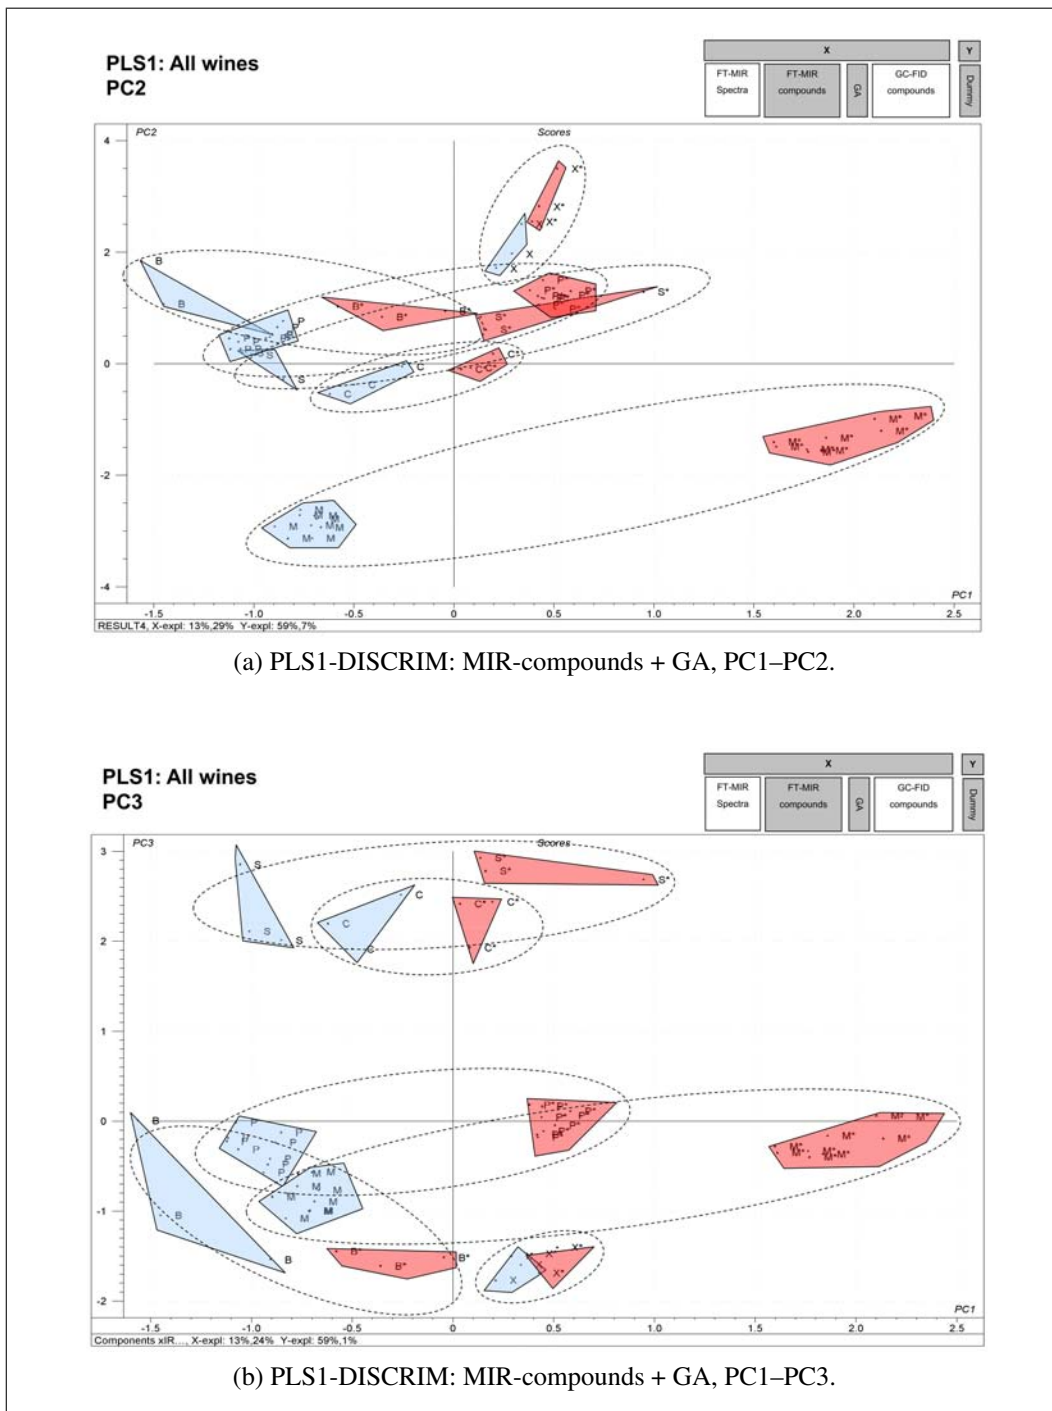 PLS1: All wines
PC2
X Y
FT-MIR Spectra FT-MIR compounds GA GC-FID compounds Dummy
PC2 Scores
4
X*
X*
X X*
2
X
X
B
B
P*
P*
P*
S*
B*
B*
B*
S*
S*
P
P
S
0
C*
C
C
C
C*
S
M* M*
M*
M* M*
M*
-2
M
M
M
M M
-4
PC1
-1.5 -1.0 -0.5 0 0.5 1.0 1.5 2.0 2.5
RESULT4, X-expl: 13%,29% Y-expl: 59%,7%
(a) PLS1-DISCRIM: MIR-compounds + GA, PC1–PC2.
PLS1: All wines
PC3
X Y
FT-MIR Spectra FT-MIR compounds GA GC-FID compounds Dummy
PC3 Scores
3
S
S*
S*
S*
C
C* C*
C
S S
2
C
C*
1
0
B
P
P
P*
P*
M* M*
M* M*
M*
M*
M
M
-1
B
M
M
B
B*
B*
B*
X* X*
X*
X
-2
PC1
-1.5 -1.0 -0.5 0 0.5 1.0 1.5 2.0 2.5
Components xIR..., X-expl: 13%,24% Y-expl: 59%,1%
(b) PLS1-DISCRIM: MIR-compounds + GA, PC1–PC3.